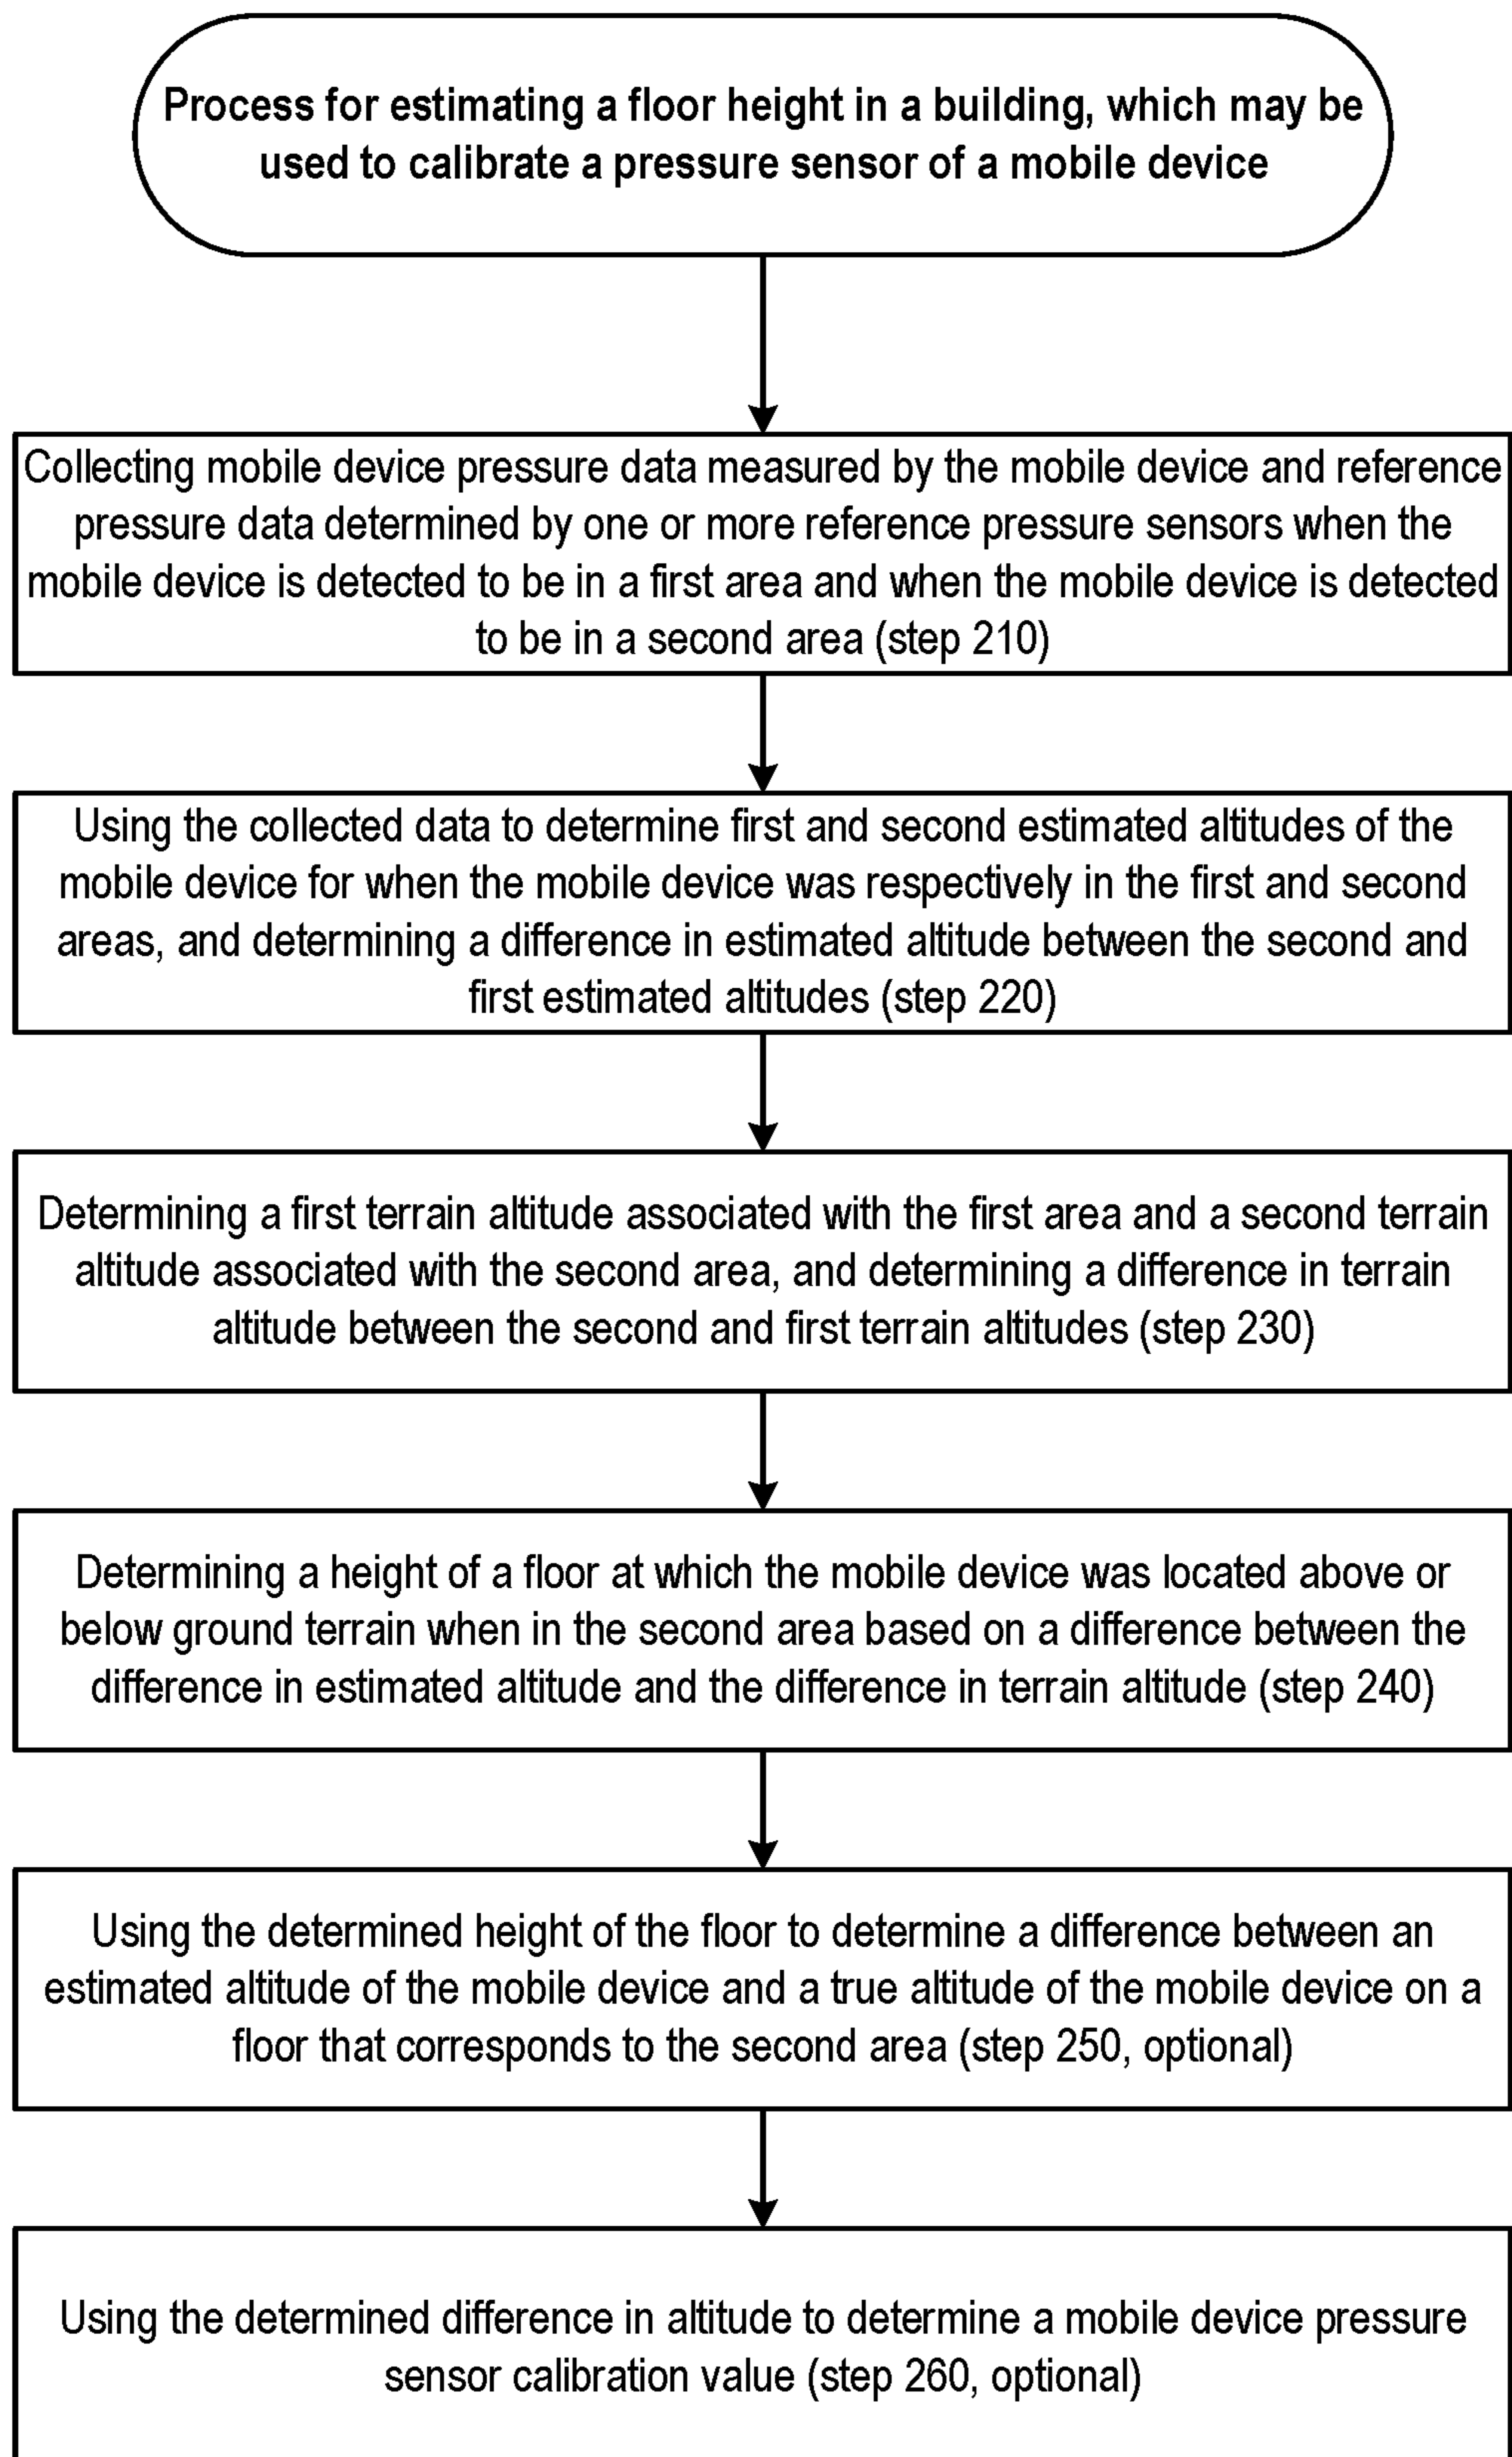 Process for estimating a floor height in a building, which may be
used to calibrate a pressure sensor of a mobile device
Collecting mobile device pressure data measured by the mobile device and reference
pressure data determined by one or more reference pressure sensors when the
mobile device is detected to be in a first area and when the mobile device is detected
to be in a second area (step 210)
Using the collected data to determine first and second estimated altitudes of the
mobile device for when the mobile device was respectively in the first and second
areas, and determining a difference in estimated altitude between the second and
first estimated altitudes (step 220)
Determining a first terrain altitude associated with the first area and a second terrain
altitude associated with the second area, and determining a difference in terrain
altitude between the second and first terrain altitudes (step 230)
Determining a height of a floor at which the mobile device was located above or
below ground terrain when in the second area based on a difference between the
difference in estimated altitude and the difference in terrain altitude (step 240)
Using the determined height of the floor to determine a difference between an
estimated altitude of the mobile device and a true altitude of the mobile device on a
floor that corresponds to the second area (step 250, optional)
Using the determined difference in altitude to determine a mobile device pressure
sensor calibration value (step 260, optional)